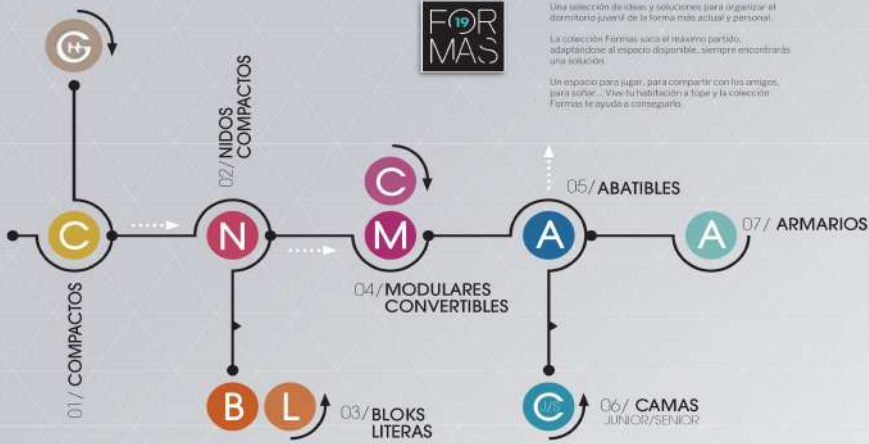 FOR
19
MAS
Una selección de ideas y soluciones para organizar el
dormitorio juvenil de la forma más actual y personal.
La colección Formas saca el máximo partido,
adaptándose al espacio disponible, siempre encontrarás
una solución.
Un espacio para jugar, para compartir con los amigos,
para soñar... Vive tu habitación a tope y la colección
Formas te ayuda a conseguirlo.
GH
C
01/ COMPACTOS
N
02/ NIDOS
COMPACTOS
B L
03/ BLOKS
LITERAS
C
M
04/ MODULARES
CONVERTIBLES
A
05/ ABATIBLES
C
J/S
06/ CAMAS
JUNIOR/SENIOR
A
07/ ARMARIOS